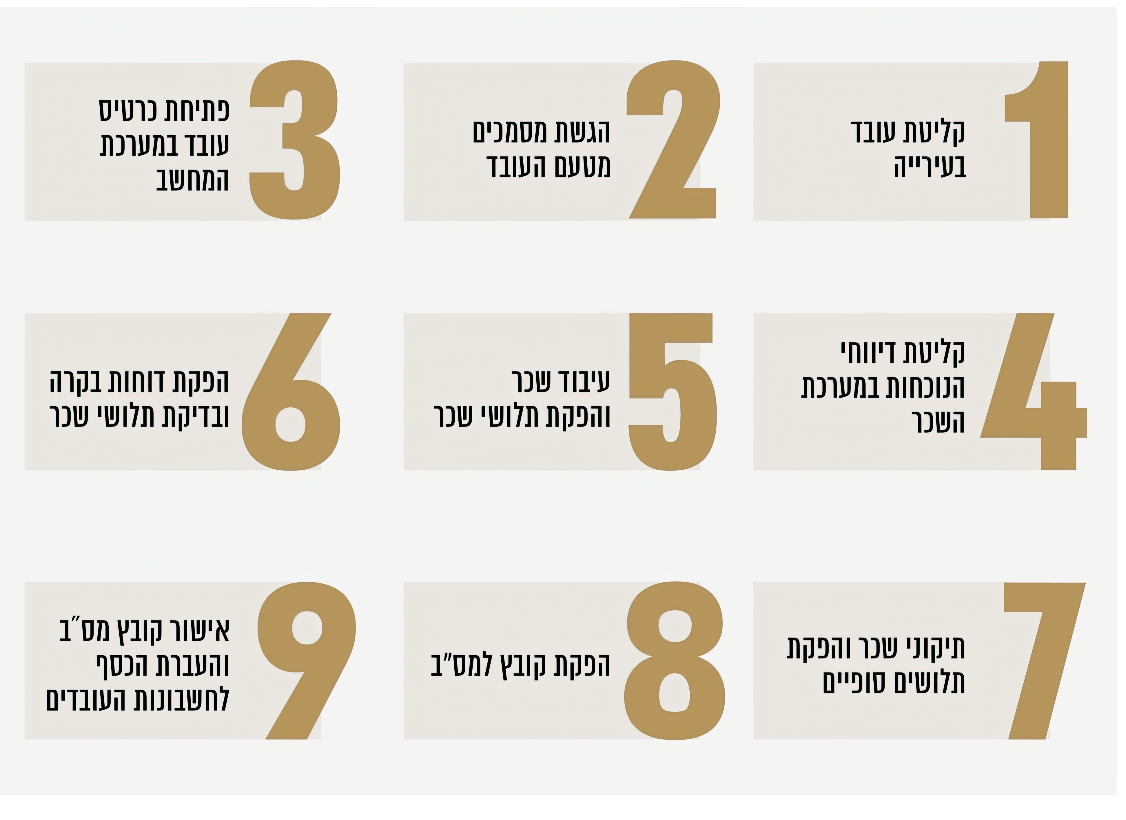 1
קליטת עובד
בעירייה
2
הגשת מסמכים
מטעם העובד
3
פתיחת כרטיס
עובד במערכת
המחשב
4
קליטת דיווחי
הנוכחות במערכת
השכר
5
עיבוד שכר
והפקת תלושי שכר
6
הפקת דוחות בקרה
ובדיקת תלושי שכר
7
תיקוני שכר והפקת
תלושים סופיים
8
הפקת קובץ למס"ב
9
אישור קובץ מס"ב
והעברת הכסף
לחשבונות העובדים